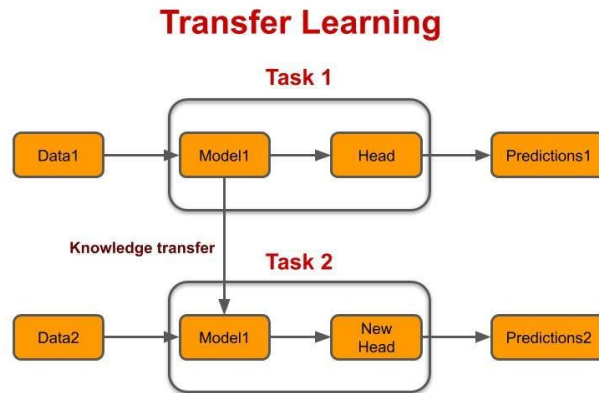 Transfer Learning
Task 1
Data1
Model1
Head
Predictions1
Knowledge transfer
Task 2
Data2
Model1
New
Head
Predictions2